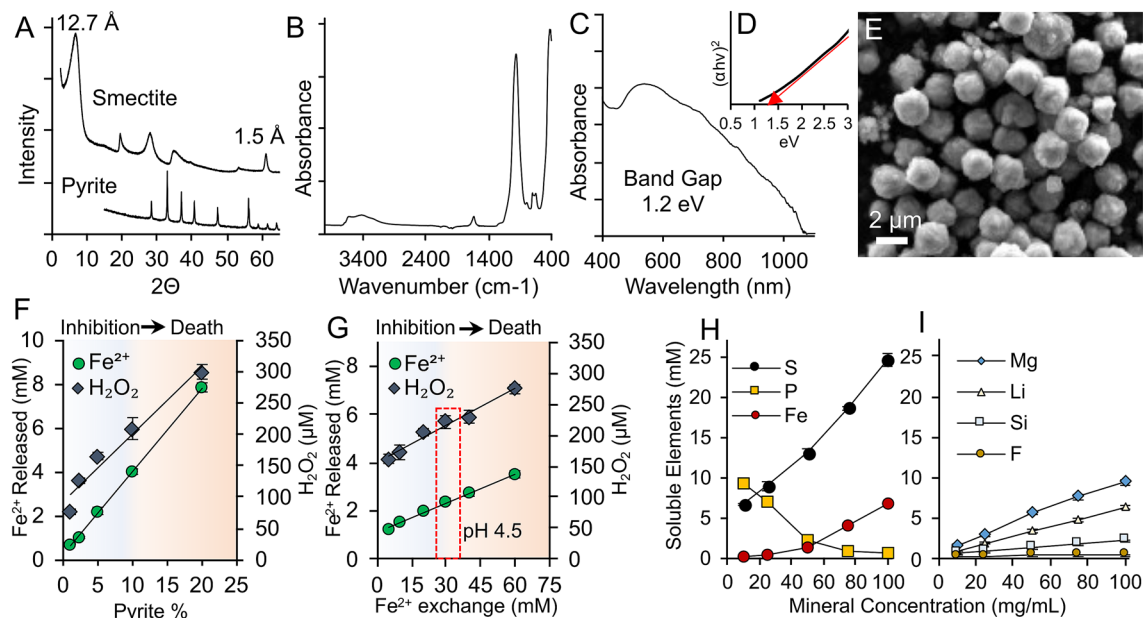 A
12.7 Å
Smectite
1.5 Å
Pyrite
Intensity
0 10 20 30 40 50 60
2Θ
B
Absorbance
3400 2400 1400 400
Wavenumber (cm-1)
C
Absorbance
Band Gap
1.2 eV
400 600 800 1000
Wavelength (nm)
D
(αhν)²
0.5 1 1.5 2 2.5 3
eV
E
2 µm
F
Inhibition → Death
Fe²⁺
H₂O₂
Fe²⁺ Released (mM)
10
8
6
4
2
0
350
300
250
200
150
100
50
0
H₂O₂ (µM)
0 5 10 15 20 25
Pyrite %
G
Inhibition → Death
Fe²⁺
H₂O₂
Fe²⁺ Released (mM)
8
6
4
2
0
350
300
250
200
150
100
50
0
H₂O₂ (µM)
pH 4.5
0 15 30 45 60 75
Fe²⁺ exchange (mM)
H
S
P
Fe
Soluble Elements (mM)
25
20
15
10
5
0
0 20 40 60 80 100
I
Mg
Li
Si
F
25
20
15
10
5
0
0 20 40 60 80 100
Mineral Concentration (mg/mL)